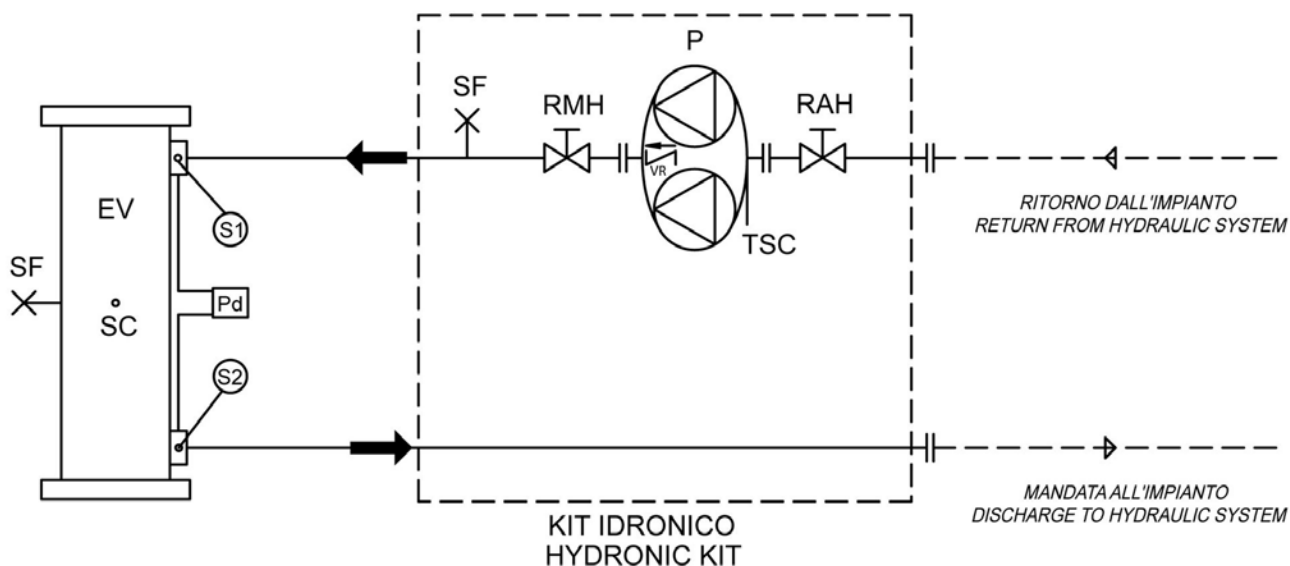 P
SF
RMH
RAH
VR
EV
S1
TSC
RITORNO DALL'IMPIANTO
RETURN FROM HYDRAULIC SYSTEM
SF
Pd
SC
S2
MANDATA ALL'IMPIANTO
DISCHARGE TO HYDRAULIC SYSTEM
KIT IDRONICO
HYDRONIC KIT